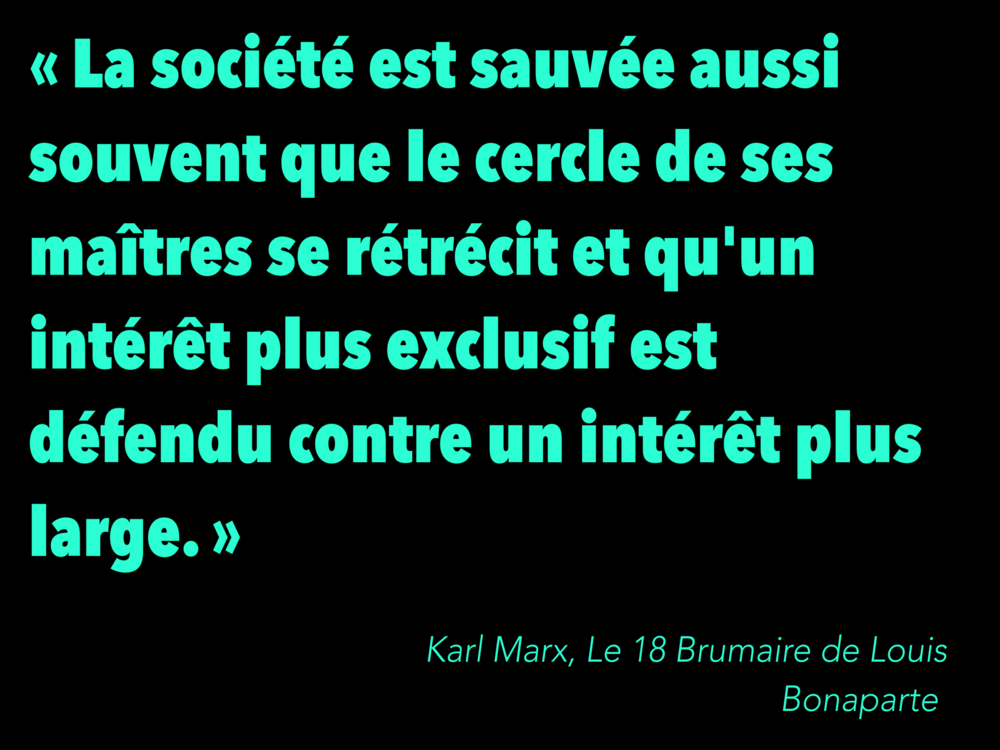 « La société est sauvée aussi
souvent que le cercle de ses
maîtres se rétrécit et qu'un
intérêt plus exclusif est
défendu contre un intérêt plus
large. »
Karl Marx, Le 18 Brumaire de Louis
Bonaparte